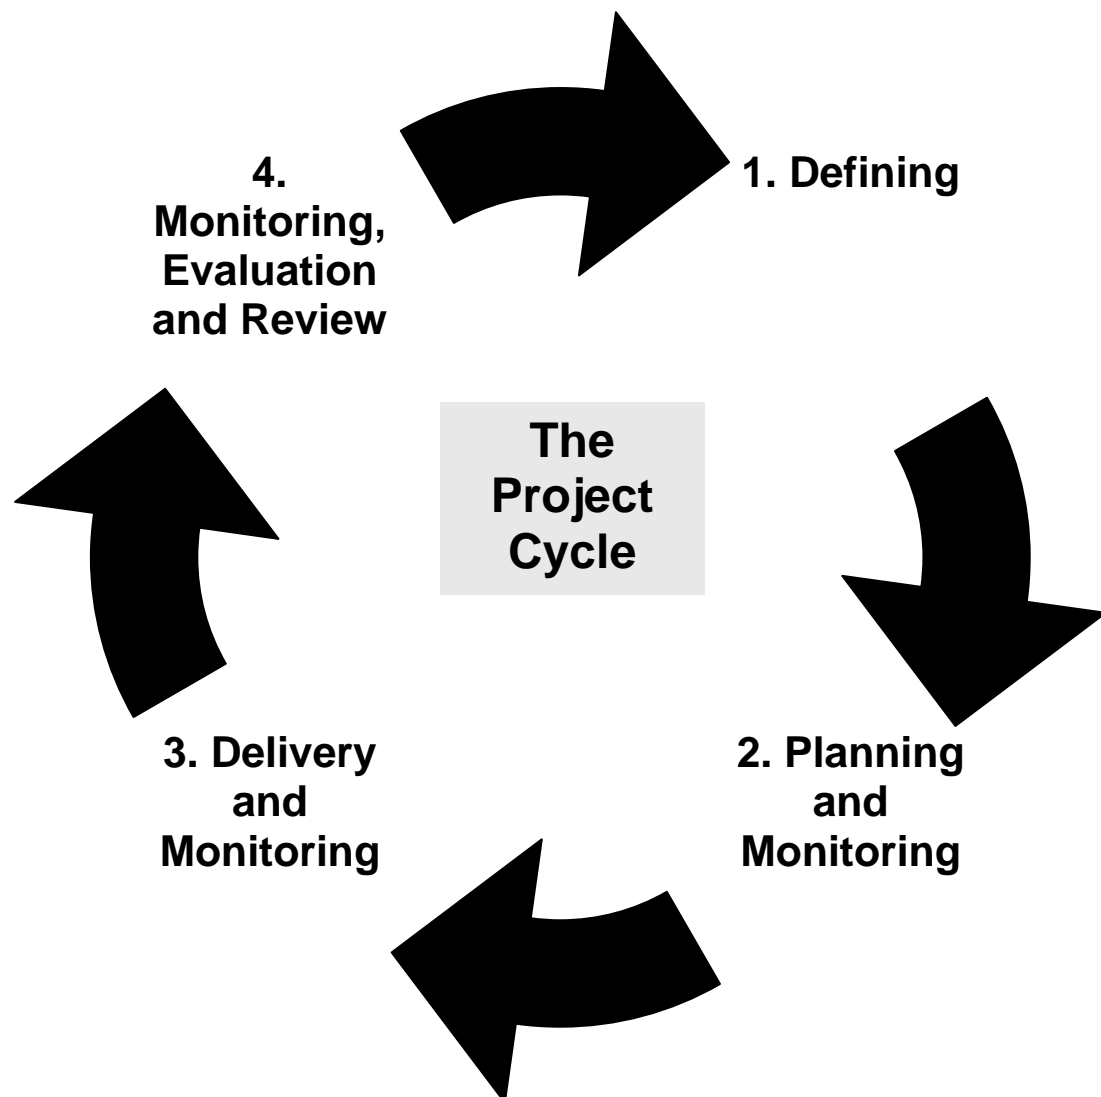 4.
Monitoring,
Evaluation
and Review
1. Defining
The
Project
Cycle
3. Delivery
and
Monitoring
2. Planning
and
Monitoring